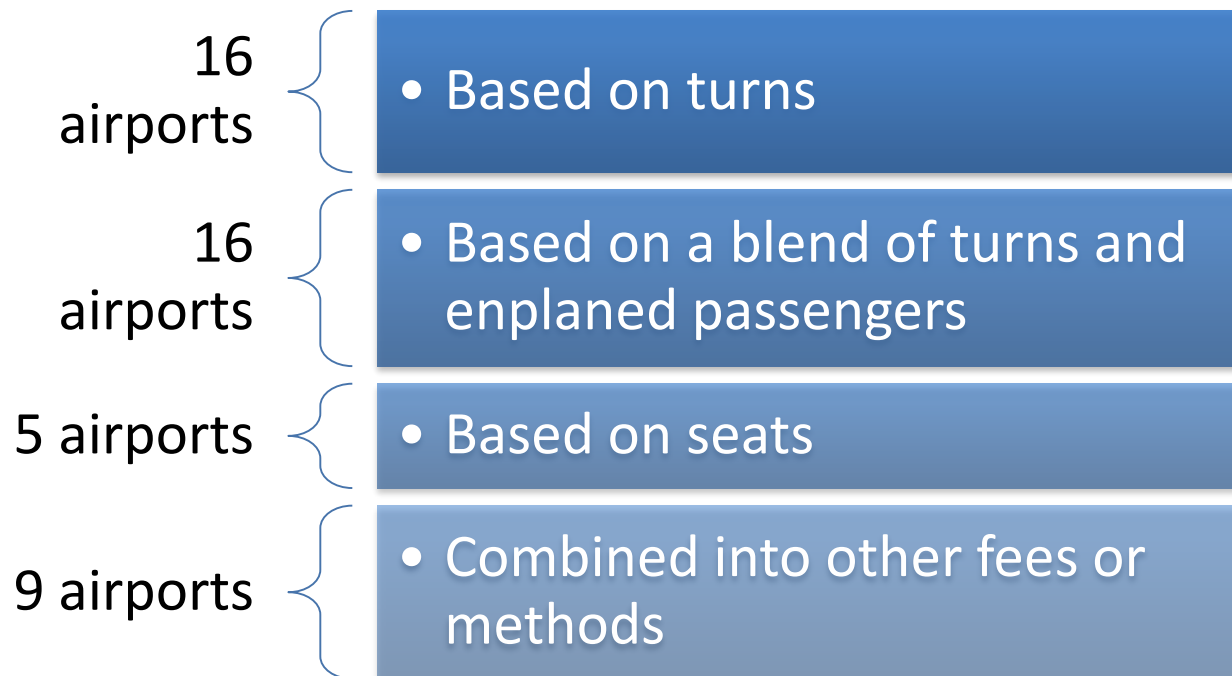 16
airports
• Based on turns
16
airports
• Based on a blend of turns and
enplaned passengers
5 airports
• Based on seats
9 airports
• Combined into other fees or
methods